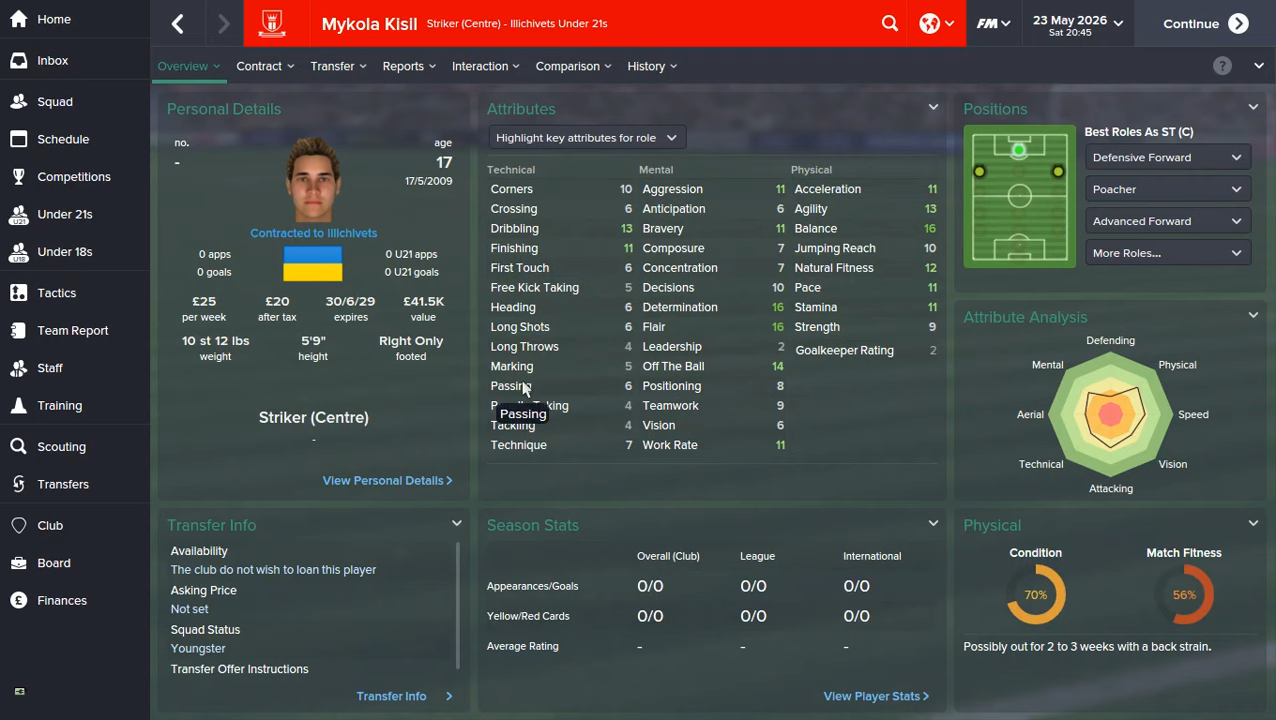 Home
Inbox
Squad
Schedule
Competitions
U21
Under 21s
U18
Under 18s
Tactics
Team Report
Staff
Training
Scouting
Transfers
Club
Board
£
Finances
Mykola Kisil
Striker (Centre) - Illichivets Under 21s
FM
23 May 2026
Sat 20:45
Continue
Overview
Contract
Transfer
Reports
Interaction
Comparison
History
?
Personal Details
no.
-
age
17
17/5/2009
Contracted to Illichivets
0 apps
0 goals
0 U21 apps
0 U21 goals
£25
per week
£20
after tax
30/6/29
expires
£41.5K
value
10 st 12 lbs
weight
5'9"
height
Right Only
footed
Striker (Centre)
-
View Personal Details
Attributes
Highlight key attributes for role
Technical Mental Physical
Corners 10 Aggression 11 Acceleration 11
Crossing 6 Anticipation 6 Agility 13
Dribbling 13 Bravery 11 Balance 16
Finishing 11 Composure 7 Jumping Reach 10
First Touch 6 Concentration 7 Natural Fitness 12
Free Kick Taking 5 Decisions 10 Pace 11
Heading 6 Determination 16 Stamina 11
Long Shots 6 Flair 16 Strength 9
Long Throws 4 Leadership 2 Goalkeeper Rating 2
Marking 5 Off The Ball 14
Passing 6 Positioning 8
Penalty Taking 4 Teamwork 9
Passing
Tackling 4 Vision 6
Technique 7 Work Rate 11
Positions
Best Roles As ST (C)
Defensive Forward
Poacher
Advanced Forward
More Roles...
Attribute Analysis
Defending
Mental Physical
Aerial Speed
Technical Vision
Attacking
Transfer Info
Availability
The club do not wish to loan this player
Asking Price
Not set
Squad Status
Youngster
Transfer Offer Instructions
Transfer Info
Season Stats
Overall (Club) League International
Appearances/Goals 0/0 0/0 0/0
Yellow/Red Cards 0/0 0/0 0/0
Average Rating - - -
View Player Stats
Physical
Condition Match Fitness
70% 56%
Possibly out for 2 to 3 weeks with a back strain.